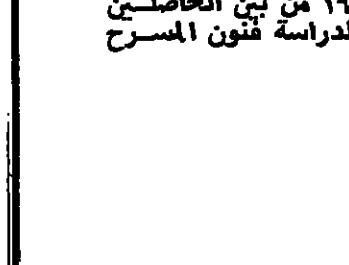 ١٦ من بين الحاصلين
لدراسة فنون المسرح